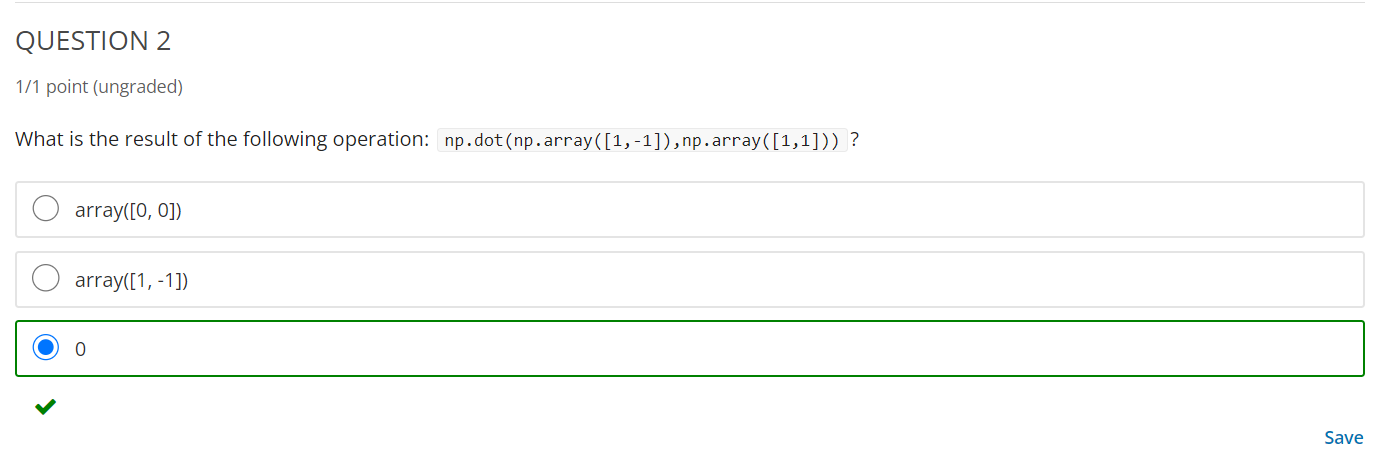 QUESTION 2
1/1 point (ungraded)
What is the result of the following operation: np.dot(np.array([1,-1]),np.array([1,1])) ?
array([0, 0])
array([1, -1])
0
Save